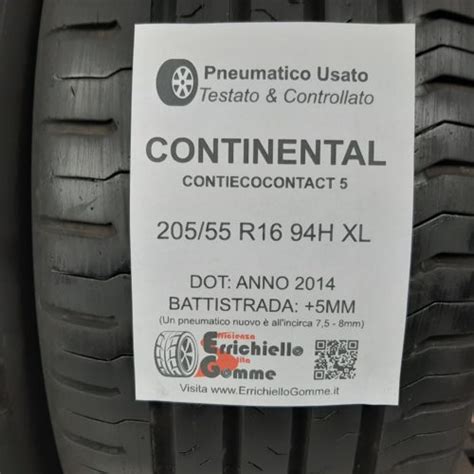 Pneumatico Usato
Testato & Controllato
CONTINENTAL
CONTIECOCONTACT 5
205/55 R16 94H XL
DOT: ANNO 2014
BATTISTRADA: +5MM
(Un pneumatico nuovo è all'incirca 7,5 - 8mm)
Efficienza
Errichiello
Gomme
Visita www.ErrichielloGomme.it